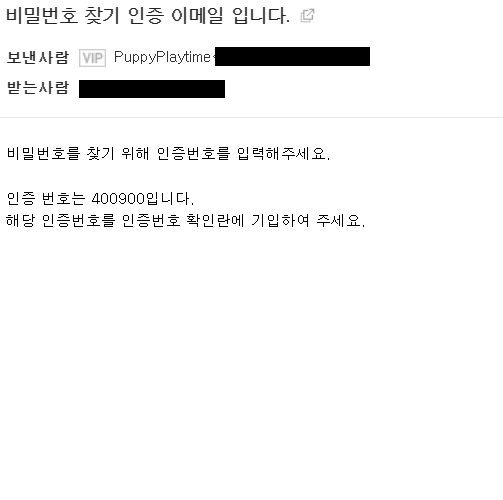 비밀번호 찾기 인증 이메일 입니다.
보낸사람 VIP PuppyPlaytime
받는사람
비밀번호를 찾기 위해 인증번호를 입력해주세요.
인증 번호는 400900입니다.
해당 인증번호를 인증번호 확인란에 기입하여 주세요.